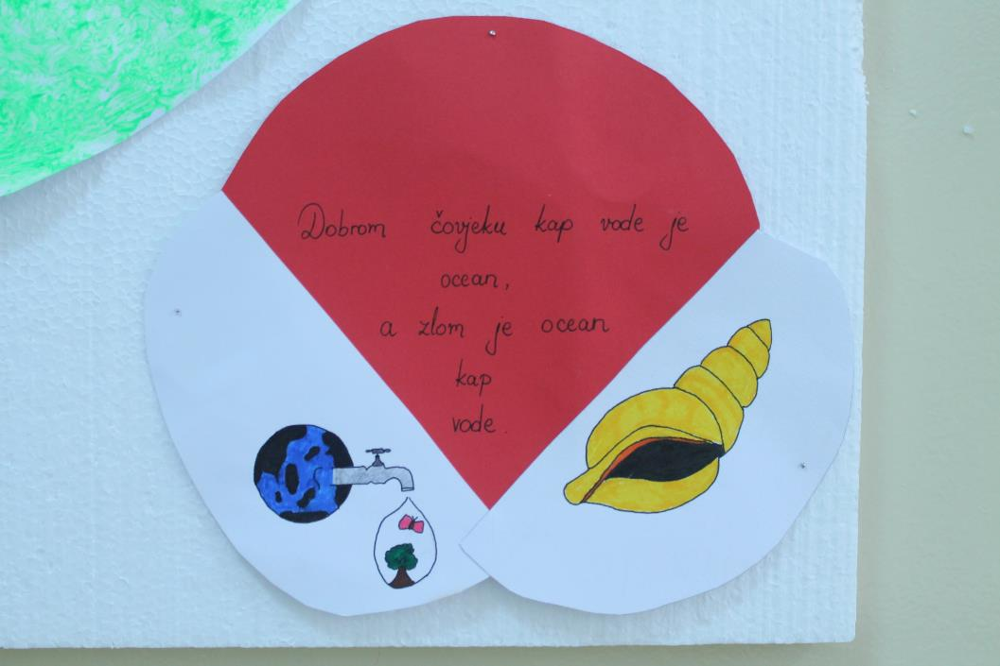 Dobrom čovjeku kap vode je
ocean,
a zlom je ocean
kap
vode.